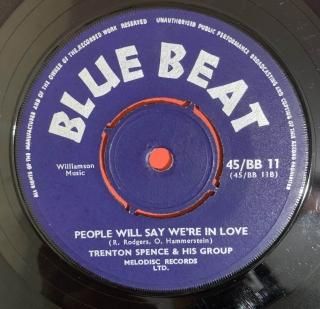 ALL RIGHTS OF THE MANUFACTURER AND OF THE OWNER OF THE RECORDED WORK RESERVED
UNAUTHORISED PUBLIC PERFORMANCE BROADCASTING AND COPYING OF THIS RECORD PROHIBITED
BLUE BEAT
Williamson
Music
45/BB 11
(45/BB 11B)
PEOPLE WILL SAY WE'RE IN LOVE
(R. Rodgers, O. Hammerstein)
TRENTON SPENCE & HIS GROUP
MELODISC RECORDS
LTD.